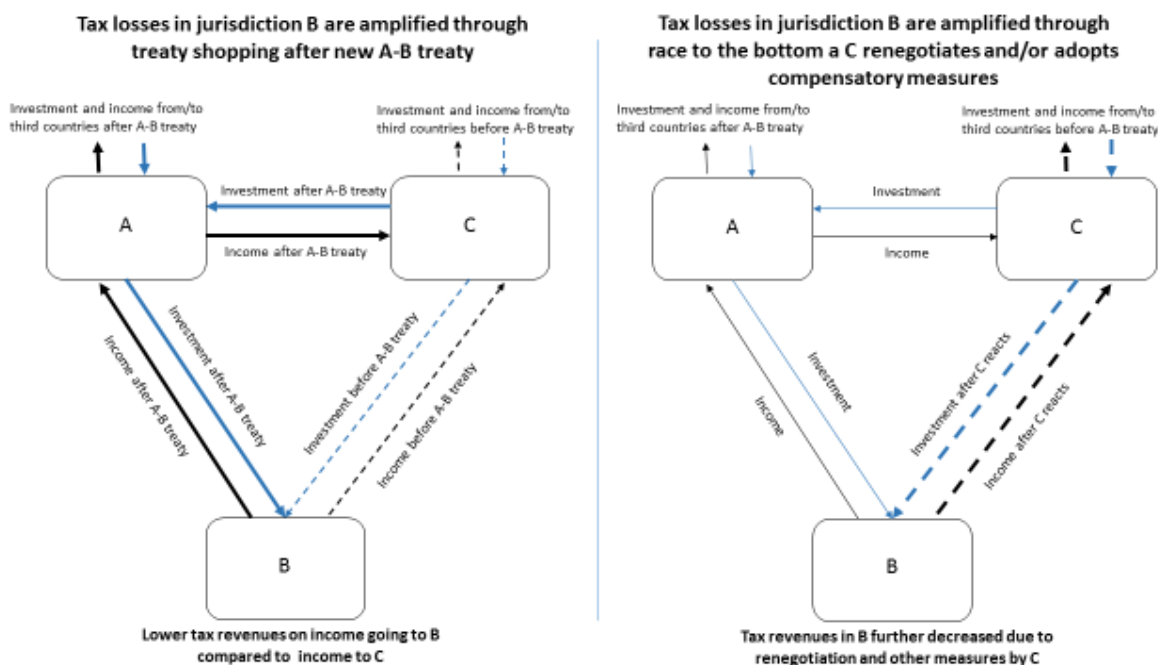 Tax losses in jurisdiction B are amplified through
treaty shopping after new A-B treaty
Investment and income from/to
third countries after A-B treaty
Investment and income from/to
third countries before A-B treaty
Investment after A-B treaty
A
C
Income after A-B treaty
Investment after A-B treaty
Income after A-B treaty
Investment before A-B treaty
Income before A-B treaty
B
Lower tax revenues on income going to B
compared to income to C
Tax losses in jurisdiction B are amplified through
race to the bottom a C renegotiates and/or adopts
compensatory measures
Investment and income from/to
third countries after A-B treaty
Investment and income from/to
third countries before A-B treaty
Investment
A
C
Income
Investment
Income
Investment after C reacts
Income after C reacts
B
Tax revenues in B further decreased due to
renegotiation and other measures by C